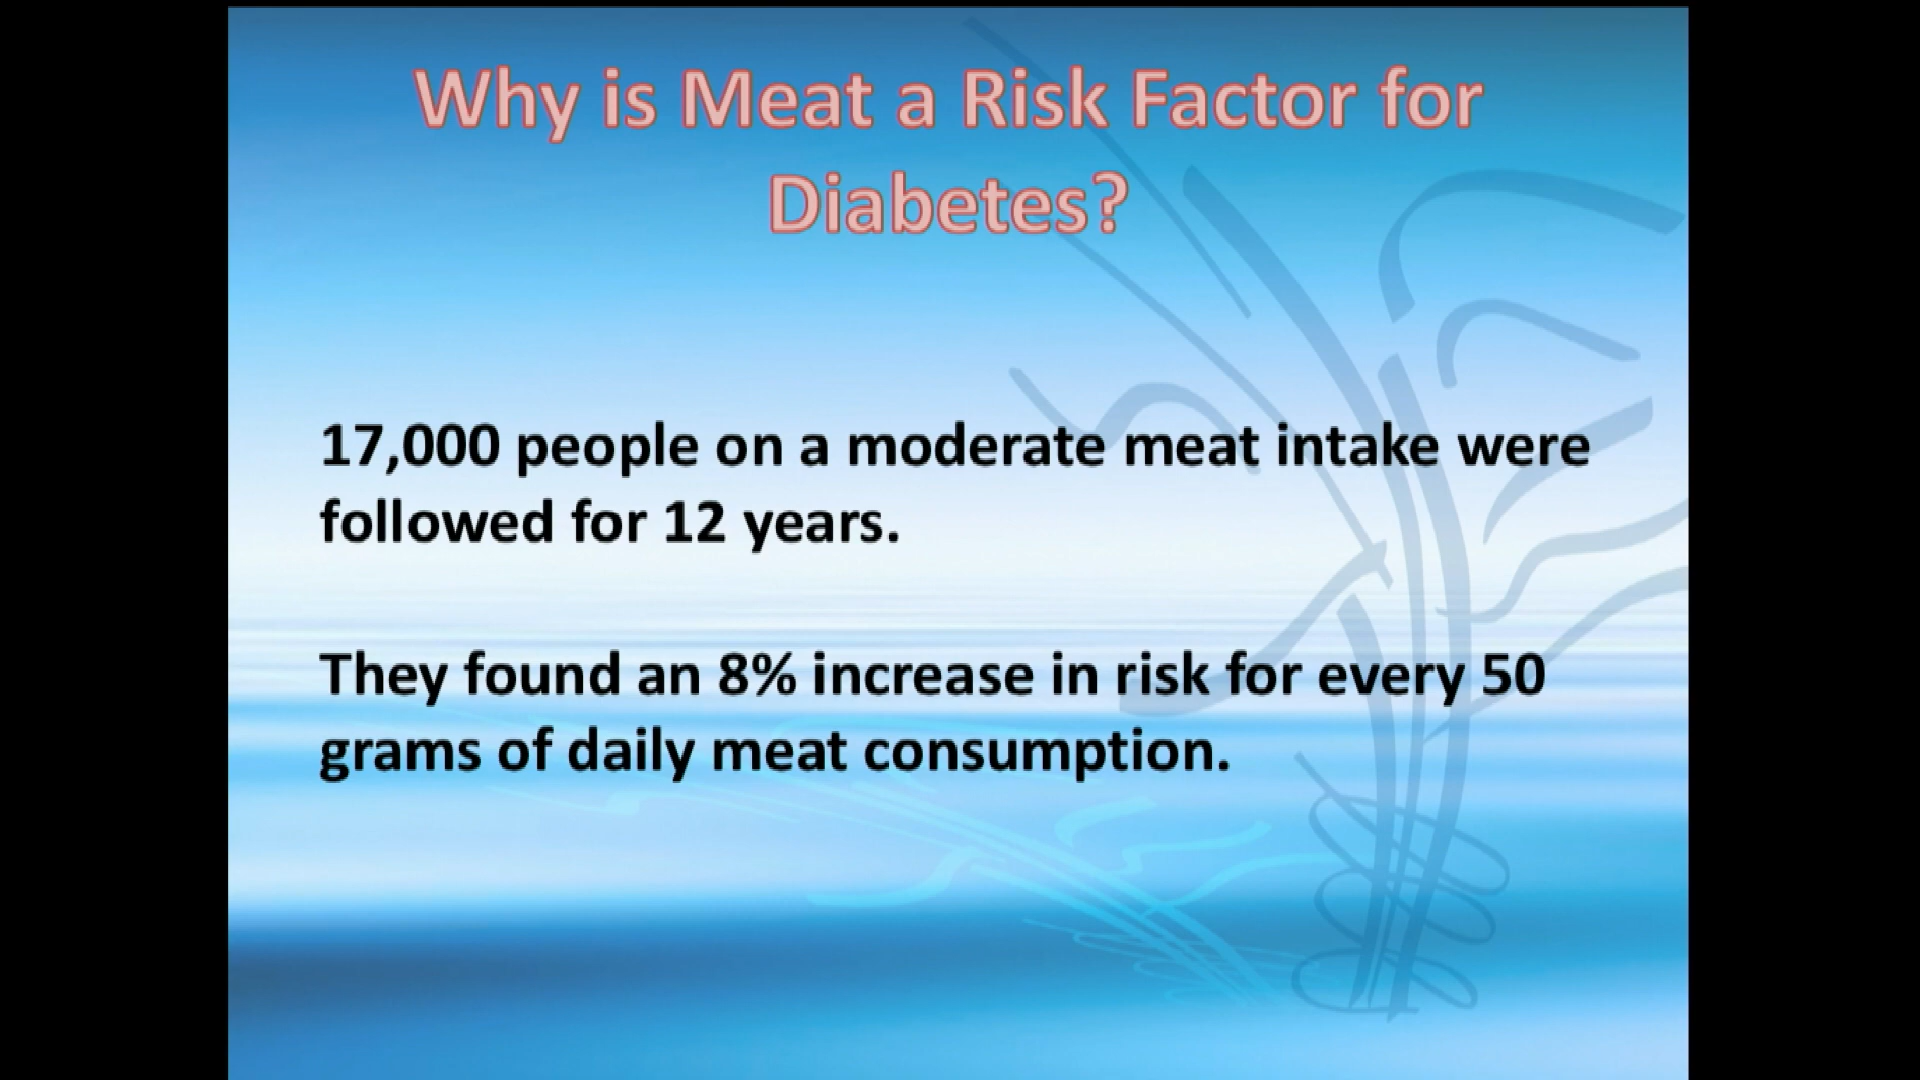 Why is Meat a Risk Factor for
Diabetes?
17,000 people on a moderate meat intake were
followed for 12 years.
They found an 8% increase in risk for every 50
grams of daily meat consumption.